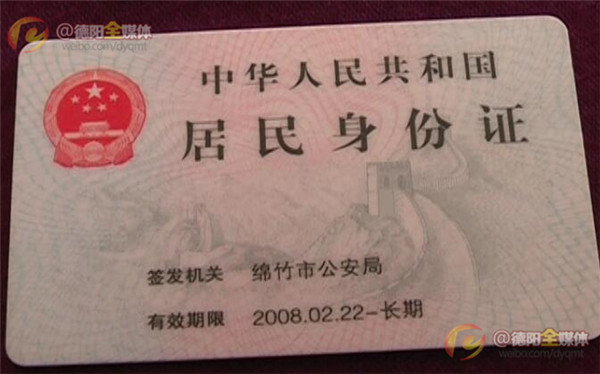 @德阳全媒体
weibo.com/dyqmt
中华人民共和国
居民身份证
签发机关 绵竹市公安局
有效期限 2008.02.22-长期
@德阳全媒体
weibo.com/dyqmt